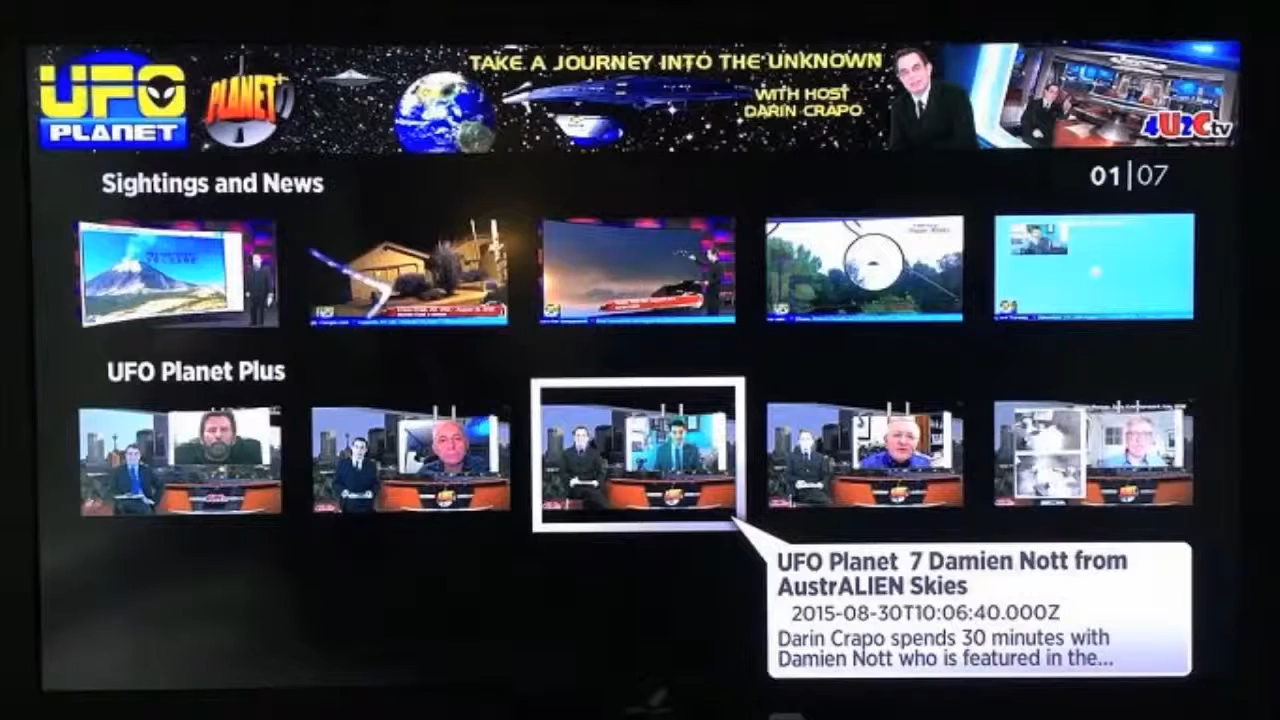 UFO
PLANET
PLANET
TAKE A JOURNEY INTO THE UNKNOWN
WITH HOST
DARIN CRAPO
4U2Ctv
Sightings and News
01|07
UFO Planet Plus
UFO Planet  7 Damien Nott from
AustrALIEN Skies
2015-08-30T10:06:40.000Z
Darin Crapo spends 30 minutes with
Damien Nott who is featured in the...